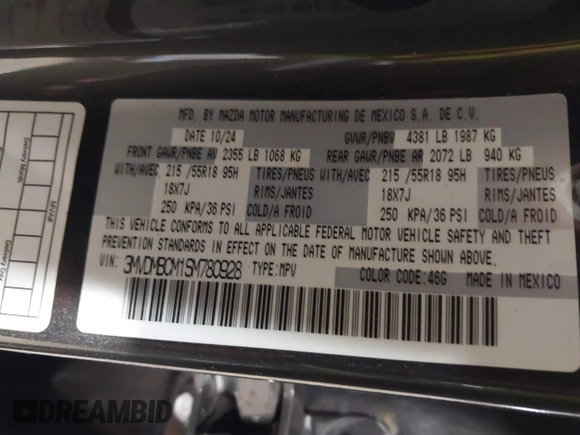 MFD. BY MAZDA MOTOR MANUFACTURING DE MEXICO S.A. DE C.V.
DATE 10/24 GVWR/PNBV 4381 LB 1987 KG
FRONT GAWR/PNBE AV 2355 LB 1068 KG REAR GAWR/PNBE AR 2072 LB 940 KG
WITH/AVEC 215/55R18 95H TIRES/PNEUS WITH/AVEC 215/55R18 95H TIRES/PNEUS
18X7J RIMS/JANTES 18X7J RIMS/JANTES
250 KPA/36 PSI COLD/A FROID 250 KPA/36 PSI COLD/A FROID
THIS VEHICLE CONFORMS TO ALL APPLICABLE FEDERAL MOTOR VEHICLE SAFETY AND THEFT
PREVENTION STANDARDS IN EFFECT ON THE DATE OF MANUFACTURE SHOWN ABOVE.
VIN: 3MVDMBCM1SM780928 TYPE: MPV COLOR CODE: 46G MADE IN MEXICO
DREAMBID